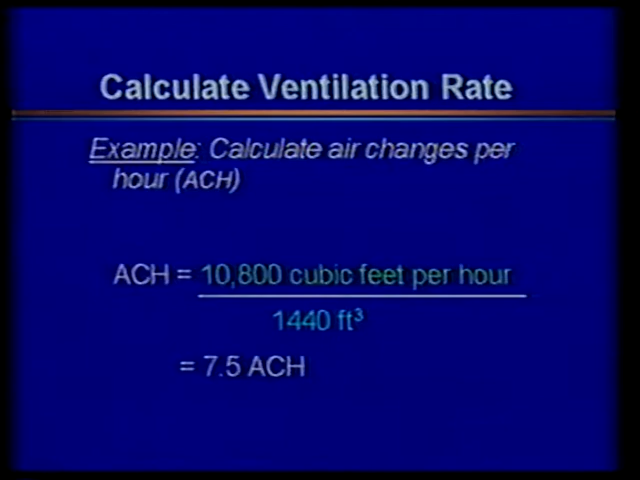 Calculate Ventilation Rate
Example: Calculate air changes per
hour (ACH)
ACH = 10,800 cubic feet per hour
1440 ft³
= 7.5 ACH